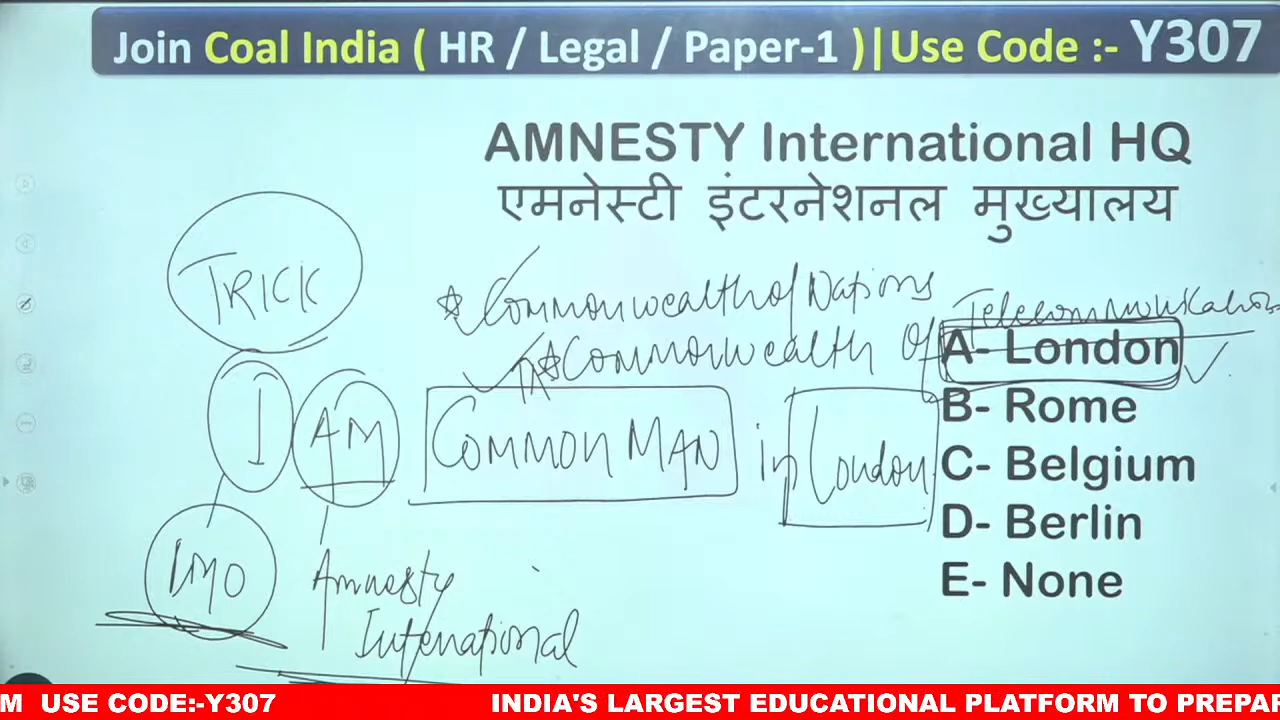 Join Coal India ( HR / Legal / Paper-1 )|Use Code :- Y307
AMNESTY International HQ
एमनेस्टी इंटरनेशनल मुख्यालय
TRICK
Commonwealth of Nations
Commonwealth Of Telecommunications
A- London
B- Rome
C- Belgium
D- Berlin
E- None
I AM COMMON MAN in London
IMO
Amnesty
International
M USE CODE:-Y307 INDIA'S LARGEST EDUCATIONAL PLATFORM TO PREPAR